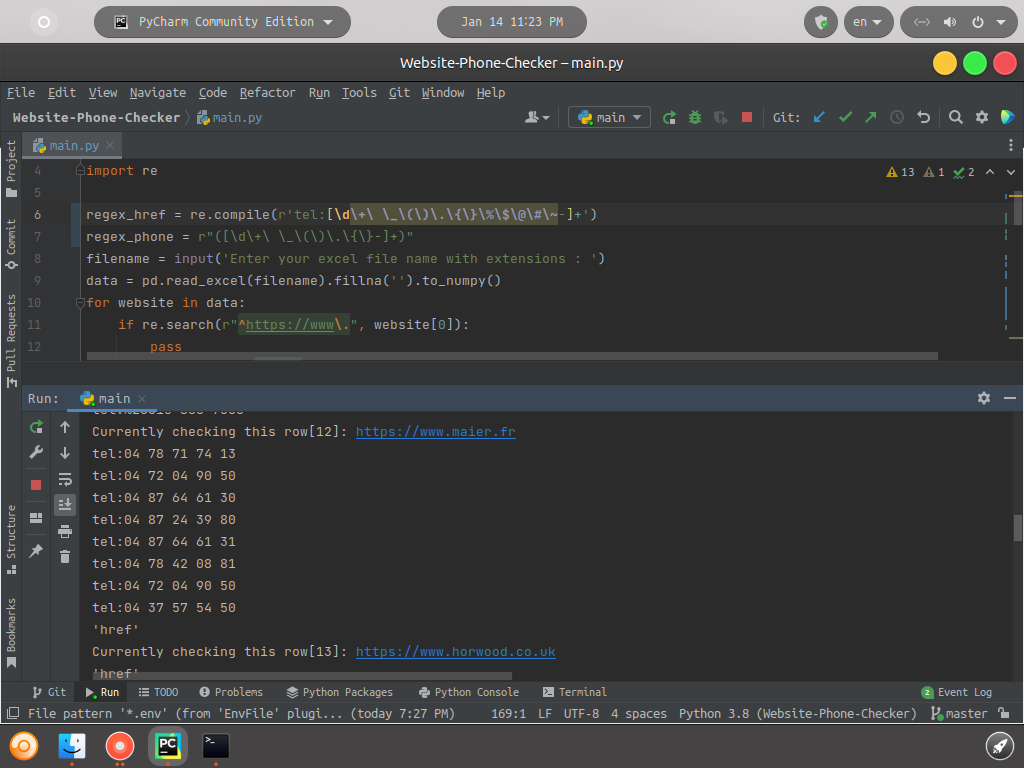 PyCharm Community Edition
Jan 14 11:23 PM
en
Website-Phone-Checker – main.py
File Edit View Navigate Code Refactor Run Tools Git Window Help
Website-Phone-Checker main.py
main
Git:
Project
Commit
Pull Requests
Structure
Bookmarks
main.py
13 1 2
4 import re
5
6 regex_href = re.compile(r'tel:[\d\+\ \_\(\)\.\{\}\%\$\@\#\~-]+')
7 regex_phone = r"([\d\+\ \_\(\)\.\{\}-]+)"
8 filename = input('Enter your excel file name with extensions : ')
9 data = pd.read_excel(filename).fillna('').to_numpy()
10 for website in data:
11 if re.search(r"^https://www\.", website[0]):
12 pass
Run: main
Currently checking this row[12]: https://www.maier.fr
tel:04 78 71 74 13
tel:04 72 04 90 50
tel:04 87 64 61 30
tel:04 87 24 39 80
tel:04 87 64 61 31
tel:04 78 42 08 81
tel:04 72 04 90 50
tel:04 37 57 54 50
'href'
Currently checking this row[13]: https://www.horwood.co.uk
'href'
Git Run TODO Problems Python Packages Python Console Terminal 2 Event Log
File pattern '*.env' (from 'EnvFile' plugi... (today 7:27 PM) 169:1 LF UTF-8 4 spaces Python 3.8 (Website-Phone-Checker) master
PC